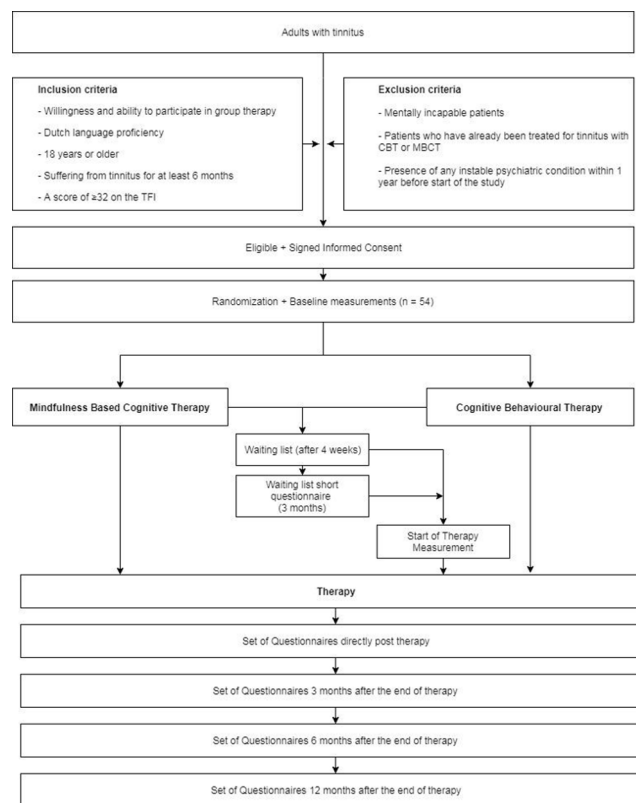 Adults with tinnitus
Inclusion criteria
- Willingness and ability to participate in group therapy
- Dutch language proficiency
- 18 years or older
- Suffering from tinnitus for at least 6 months
- A score of ≥32 on the TFI
Exclusion criteria
- Mentally incapable patients
- Patients who have already been treated for tinnitus with
CBT or MBCT
- Presence of any instable psychiatric condition within 1
year before start of the study
Eligible + Signed Informed Consent
Randomization + Baseline measurements (n = 54)
Mindfulness Based Cognitive Therapy
Cognitive Behavioural Therapy
Waiting list (after 4 weeks)
Waiting list short
questionnaire
(3 months)
Start of Therapy
Measurement
Therapy
Set of Questionnaires directly post therapy
Set of Questionnaires 3 months after the end of therapy
Set of Questionnaires 6 months after the end of therapy
Set of Questionnaires 12 months after the end of therapy